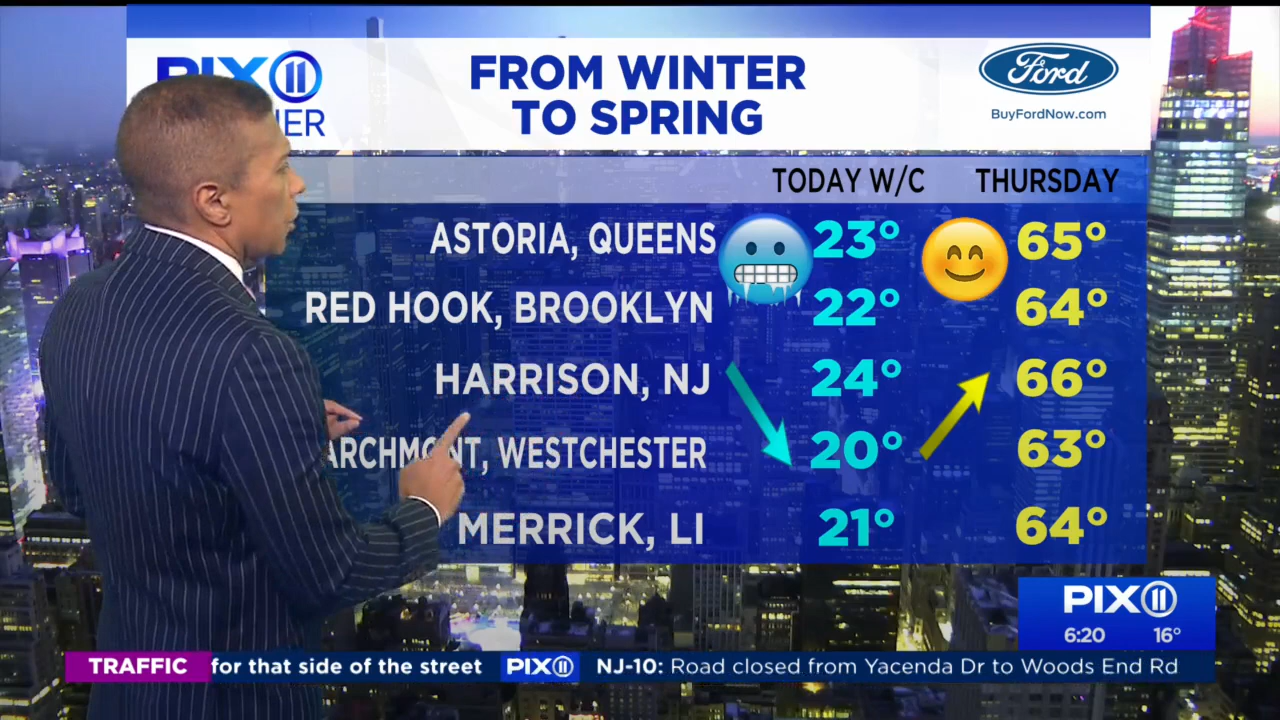 PIX11
FROM WINTER
TO SPRING
Ford
BuyFordNow.com
TODAY W/C THURSDAY
ASTORIA, QUEENS 23° 65°
RED HOOK, BROOKLYN 22° 64°
HARRISON, NJ 24° 66°
WESTCHESTER 20° 63°
MERRICK, LI 21° 64°
PIX11
6:20 16°
TRAFFIC for that side of the street PIX11 NJ-10: Road closed from Yacenda Dr to Woods End Rd